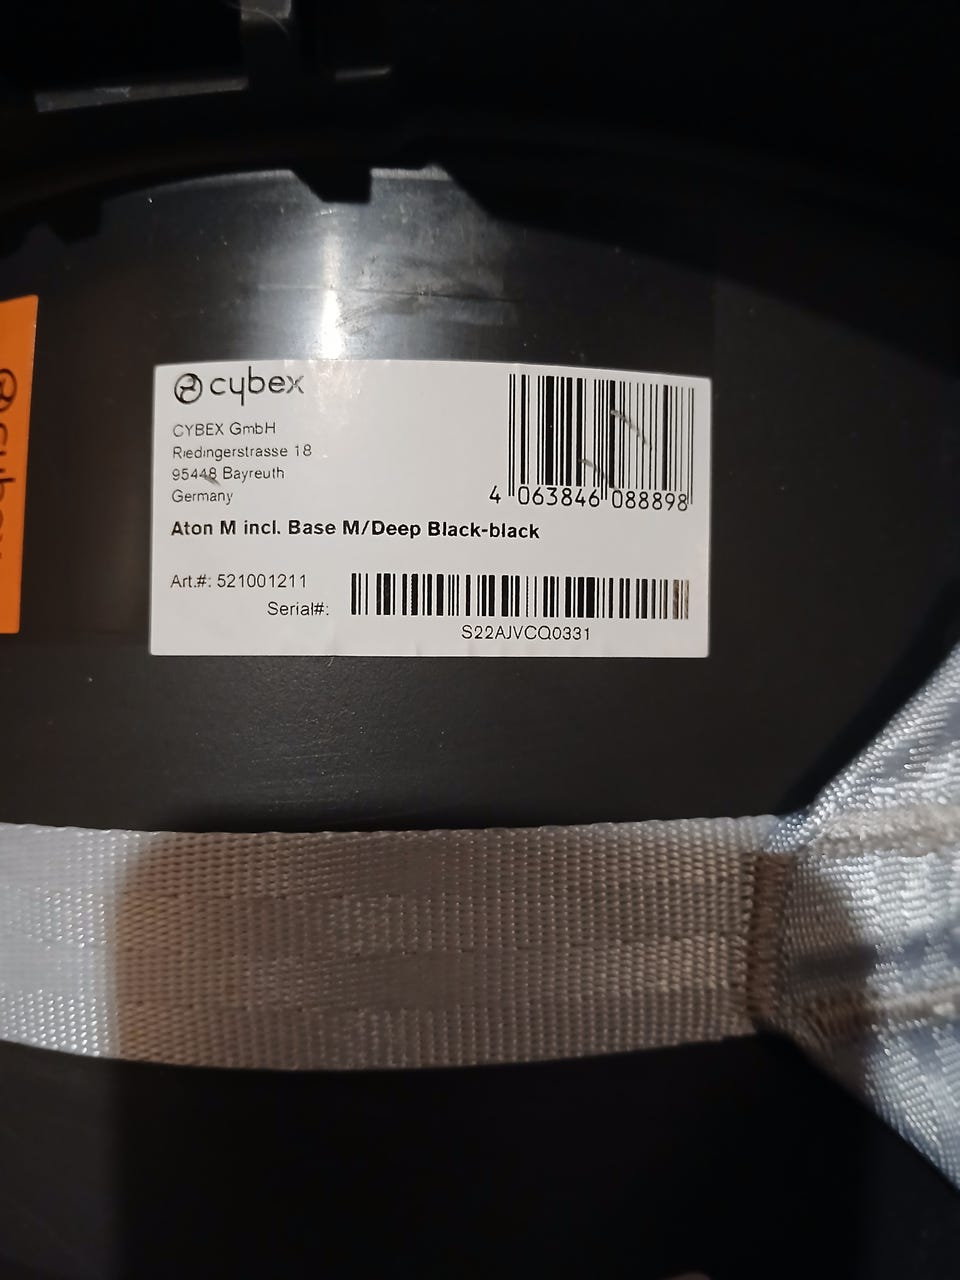 cybex
CYBEX GmbH
Riedingerstrasse 18
95448 Bayreuth
Germany
4 063846 088898
Aton M incl. Base M/Deep Black-black
Art.#: 521001211
Serial#:
S22AJVCQ0331
cybex